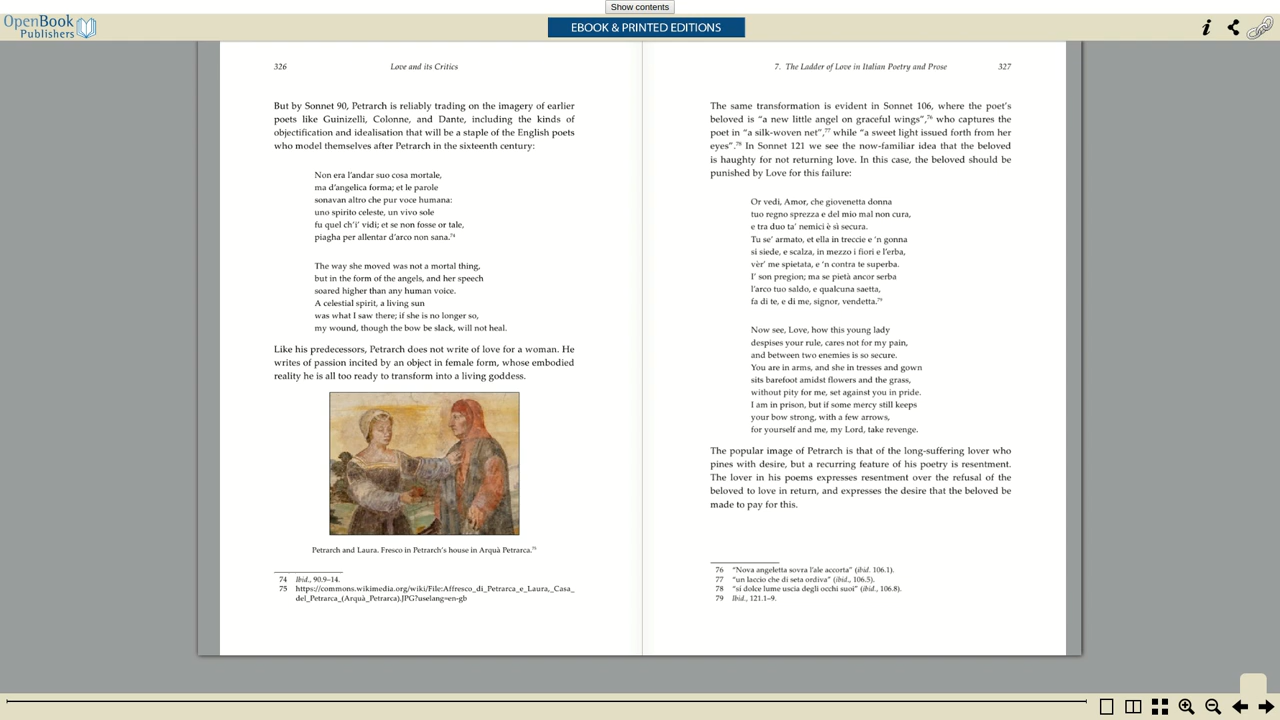 Show contents
OpenBook
Publishers
EBOOK & PRINTED EDITIONS
326
Love and its Critics
But by Sonnet 90, Petrarch is reliably trading on the imagery of earlier
poets like Guinizelli, Colonne, and Dante, including the kinds of
objectification and idealisation that will be a staple of the English poets
who model themselves after Petrarch in the sixteenth century:
Non era l'andar suo cosa mortale,
ma d'angelica forma; et le parole
sonavan altro che pur voce humana:
uno spirito celeste, un vivo sole
fu quel ch'i' vidi; et se non fosse or tale,
piagha per allentar d'arco non sana.74
The way she moved was not a mortal thing,
but in the form of the angels, and her speech
soared higher than any human voice.
A celestial spirit, a living sun
was what I saw there; if she is no longer so,
my wound, though the bow be slack, will not heal.
Like his predecessors, Petrarch does not write of love for a woman. He
writes of passion incited by an object in female form, whose embodied
reality he is all too ready to transform into a living goddess.
Petrarch and Laura. Fresco in Petrarch's house in Arquà Petrarca.75
74 Ibid., 90.9–14.
75 https://commons.wikimedia.org/wiki/File:Affresco_di_Petrarca_e_Laura,_Casa_
del_Petrarca_(Arquà_Petrarca).JPG?uselang=en-gb
7. The Ladder of Love in Italian Poetry and Prose
327
The same transformation is evident in Sonnet 106, where the poet's
beloved is “a new little angel on graceful wings”,76 who captures the
poet in “a silk-woven net”,77 while “a sweet light issued forth from her
eyes”.78 In Sonnet 121 we see the now-familiar idea that the beloved
is haughty for not returning love. In this case, the beloved should be
punished by Love for this failure:
Or vedi, Amor, che giovenetta donna
tuo regno sprezza e del mio mal non cura,
e tra duo ta' nemici è sì secura.
Tu se' armato, et ella in treccie e 'n gonna
si siede, e scalza, in mezzo i fiori e l'erba,
vèr' me spietata, e 'n contra te superba.
I' son pregion; ma se pietà ancor serba
l'arco tuo saldo, e qualcuna saetta,
fa di te, e di me, signor, vendetta.79
Now see, Love, how this young lady
despises your rule, cares not for my pain,
and between two enemies is so secure.
You are in arms, and she in tresses and gown
sits barefoot amidst flowers and the grass,
without pity for me, set against you in pride.
I am in prison, but if some mercy still keeps
your bow strong, with a few arrows,
for yourself and me, my Lord, take revenge.
The popular image of Petrarch is that of the long-suffering lover who
pines with desire, but a recurring feature of his poetry is resentment.
The lover in his poems expresses resentment over the refusal of the
beloved to love in return, and expresses the desire that the beloved be
made to pay for this.
76 “Nova angeletta sovra l'ale accorta” (ibid. 106.1).
77 “un laccio che di seta ordiva” (ibid., 106.5).
78 “sí dolce lume uscia degli occhi suoi” (ibid., 106.8).
79 Ibid., 121.1–9.